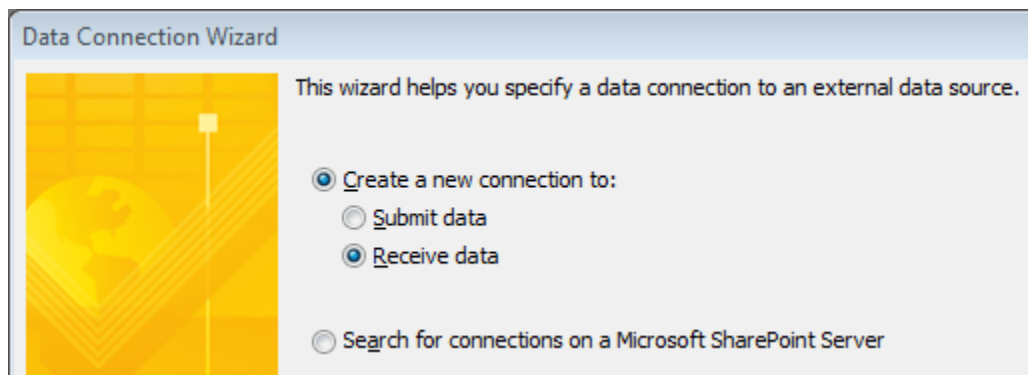 Data Connection Wizard
This wizard helps you specify a data connection to an external data source.
Create a new connection to:
Submit data
Receive data
Search for connections on a Microsoft SharePoint Server